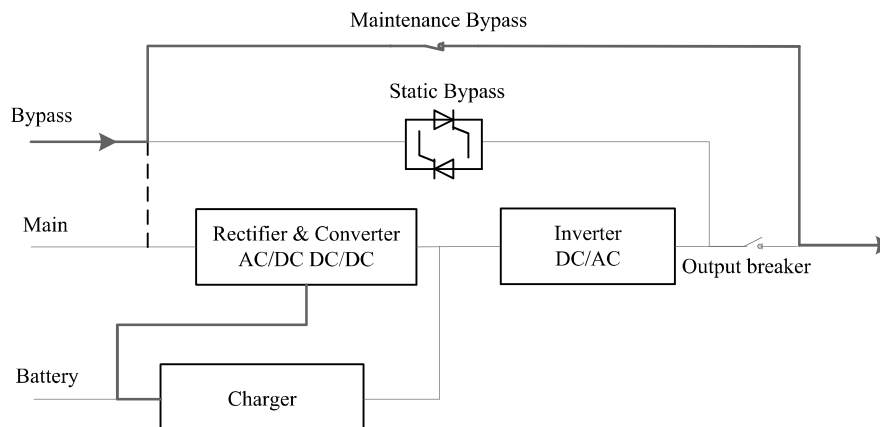 Maintenance Bypass
Static Bypass
Bypass
Main
Rectifier & Converter
AC/DC DC/DC
Inverter
DC/AC
Output breaker
Battery
Charger